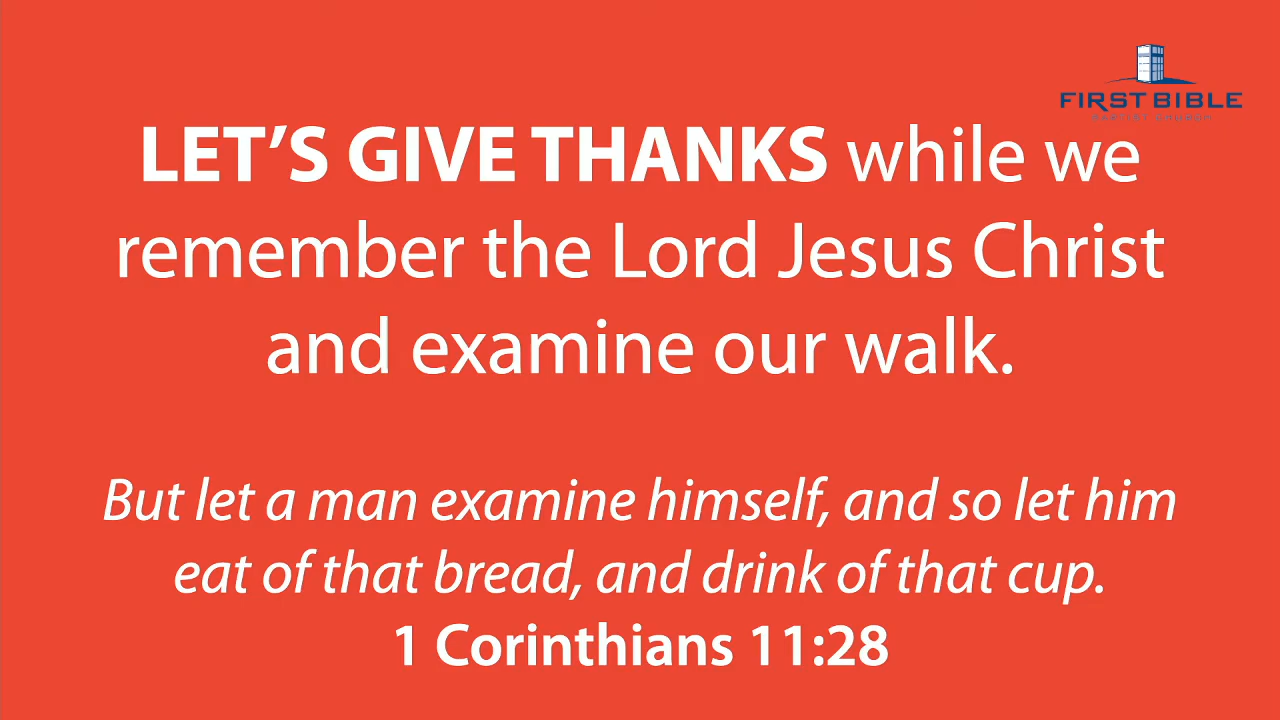 FIRST BIBLE
BAPTIST CHURCH
LET’S GIVE THANKS while we
remember the Lord Jesus Christ
and examine our walk.
But let a man examine himself, and so let him
eat of that bread, and drink of that cup.
1 Corinthians 11:28